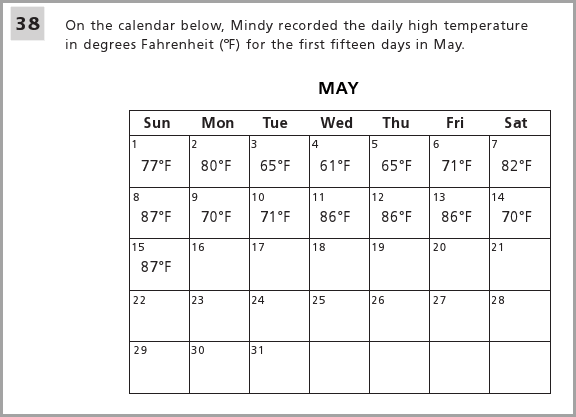 38 On the calendar below, Mindy recorded the daily high temperature
in degrees Fahrenheit (°F) for the first fifteen days in May.
MAY
Sun Mon Tue Wed Thu Fri Sat
1 2 3 4 5 6 7
77°F 80°F 65°F 61°F 65°F 71°F 82°F
8 9 10 11 12 13 14
87°F 70°F 71°F 86°F 86°F 86°F 70°F
15 16 17 18 19 20 21
87°F
22 23 24 25 26 27 28
29 30 31